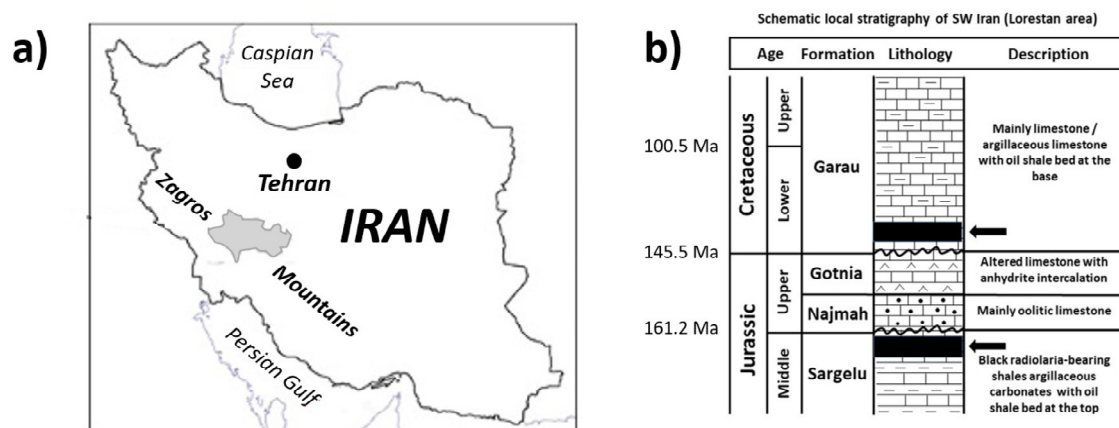 a)
Caspian
Sea
Tehran
Zagros
IRAN
Mountains
Persian Gulf
b)
Schematic local stratigraphy of SW Iran (Lorestan area)
Age Formation Lithology Description
100.5 Ma
145.5 Ma
161.2 Ma
Cretaceous
Upper
Lower
Garau
Mainly limestone /
argillaceous limestone
with oil shale bed at the
base
Jurassic
Upper
Gotnia
Altered limestone with
anhydrite intercalation
Najmah
Mainly oolitic limestone
Middle
Sargelu
Black radiolaria-bearing
shales argillaceous
carbonates with oil
shale bed at the top